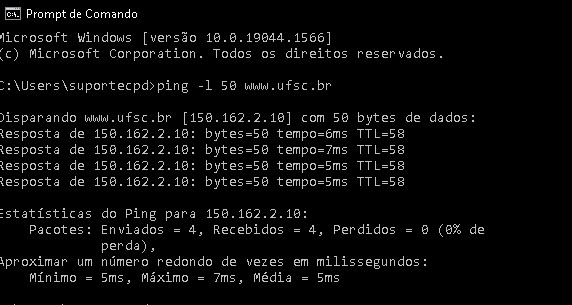 Prompt de Comando
Microsoft Windows [versão 10.0.19044.1566]
(c) Microsoft Corporation. Todos os direitos reservados.
C:\Users\suportecpd>ping -l 50 www.ufsc.br
Disparando www.ufsc.br [150.162.2.10] com 50 bytes de dados:
Resposta de 150.162.2.10: bytes=50 tempo=6ms TTL=58
Resposta de 150.162.2.10: bytes=50 tempo=7ms TTL=58
Resposta de 150.162.2.10: bytes=50 tempo=5ms TTL=58
Resposta de 150.162.2.10: bytes=50 tempo=5ms TTL=58
Estatísticas do Ping para 150.162.2.10:
Pacotes: Enviados = 4, Recebidos = 4, Perdidos = 0 (0% de
perda),
Aproximar um número redondo de vezes em milissegundos:
Mínimo = 5ms, Máximo = 7ms, Média = 5ms